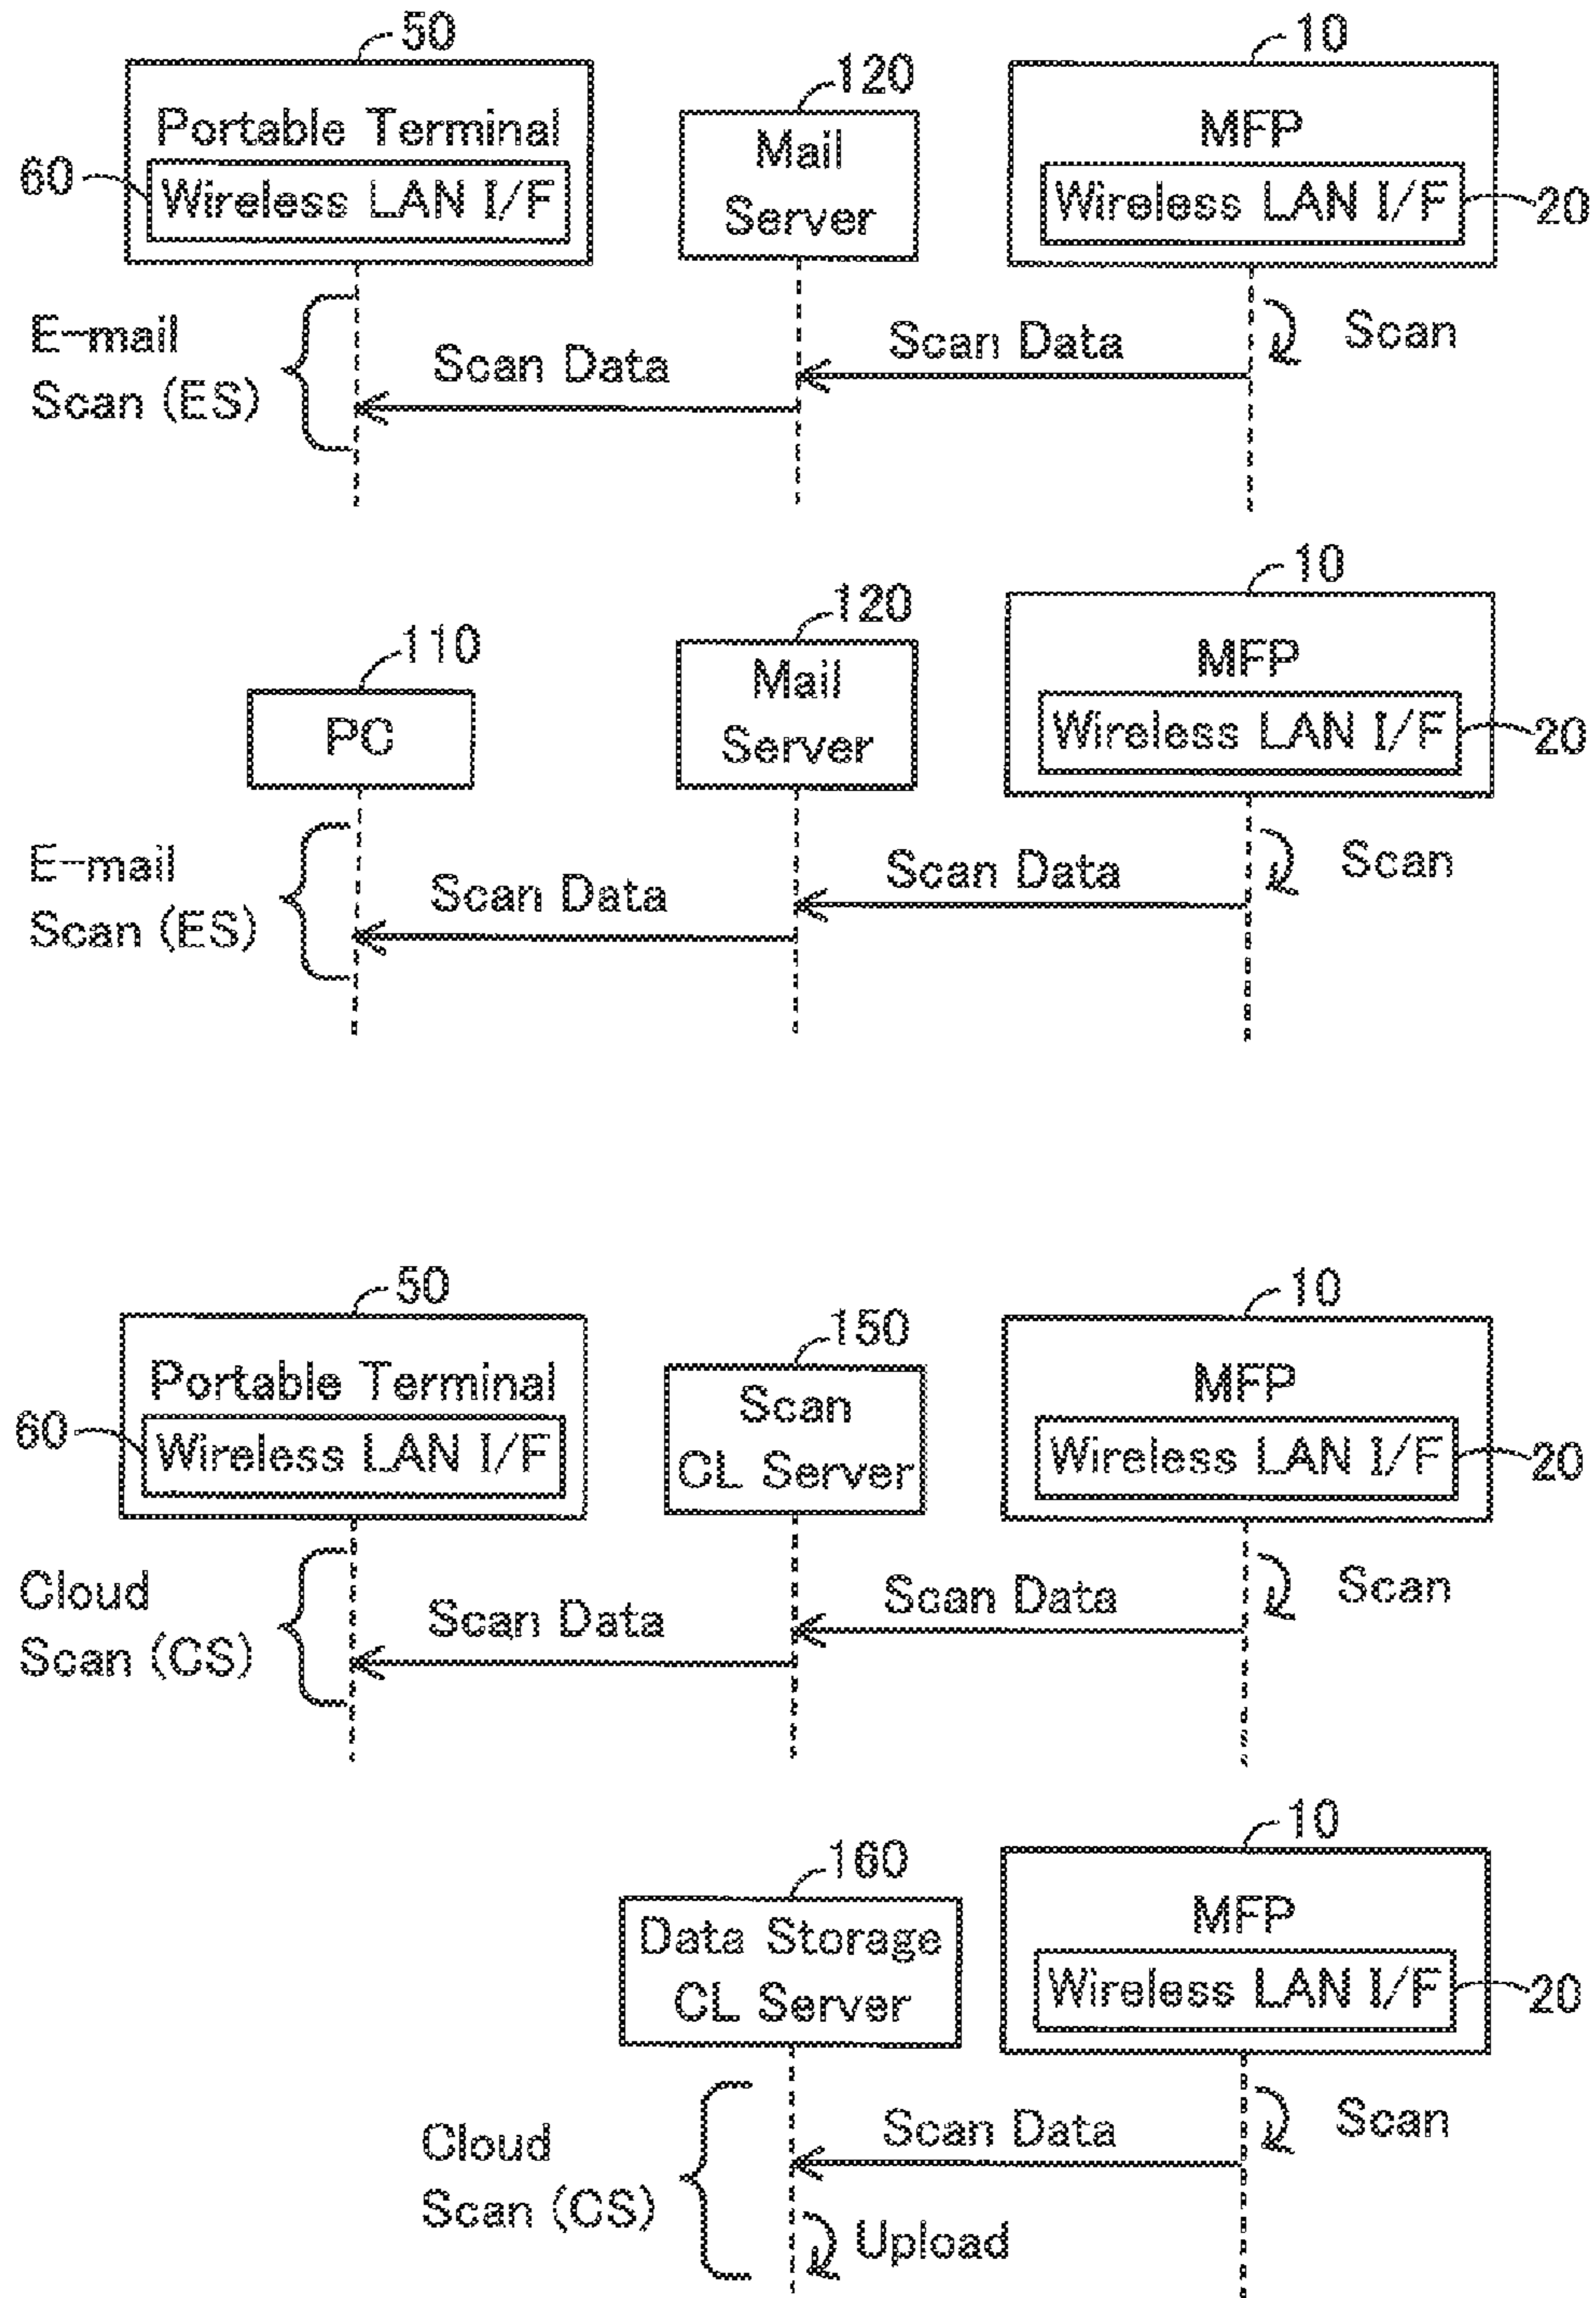 50
10
120
Portable Terminal
Mail
Server
MFP
60
Wireless LAN I/F
Wireless LAN I/F
20
E-mail
Scan (ES)
Scan Data
Scan Data
Scan
10
120
110
MFP
Mail
Server
PC
Wireless LAN I/F
20
E-mail
Scan (ES)
Scan Data
Scan Data
Scan
50
10
150
Portable Terminal
Scan
CL Server
MFP
60
Wireless LAN I/F
Wireless LAN I/F
20
Cloud
Scan (CS)
Scan Data
Scan Data
Scan
10
160
MFP
Data Storage
CL Server
Wireless LAN I/F
20
Cloud
Scan (CS)
Scan Data
Scan
Upload